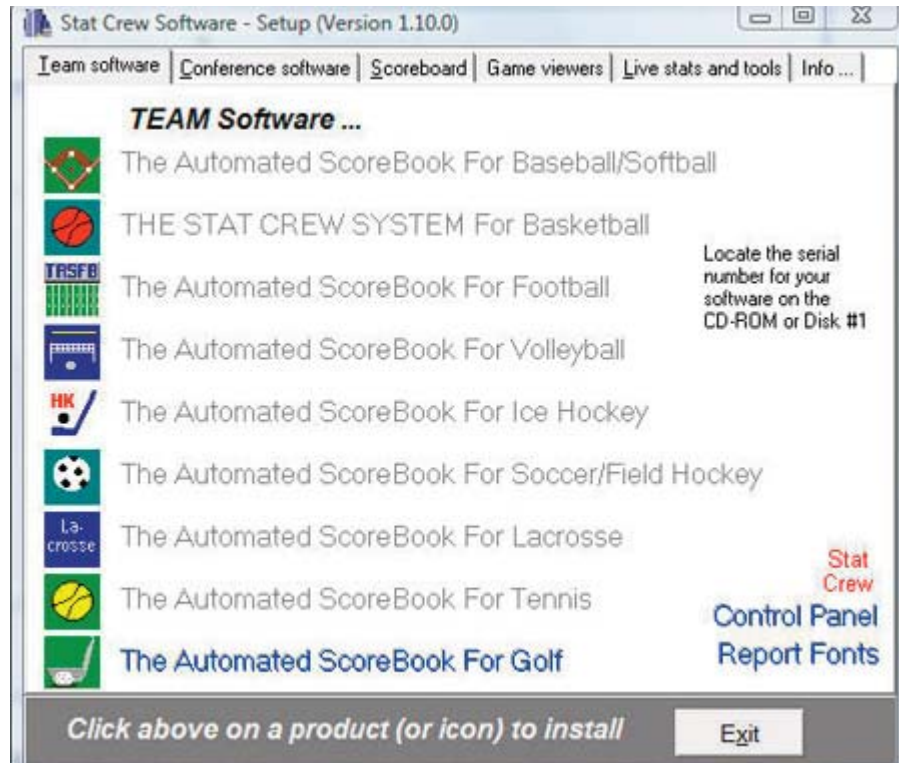 Stat Crew Software - Setup (Version 1.10.0)
Team software Conference software Scoreboard Game viewers Live stats and tools Info ...
TEAM Software ...
The Automated ScoreBook For Baseball/Softball
THE STAT CREW SYSTEM For Basketball
Locate the serial
number for your
software on the
CD-ROM or Disk #1
TASFB
The Automated ScoreBook For Football
The Automated ScoreBook For Volleyball
HK
The Automated ScoreBook For Ice Hockey
The Automated ScoreBook For Soccer/Field Hockey
La-
crosse
The Automated ScoreBook For Lacrosse
The Automated ScoreBook For Tennis
The Automated ScoreBook For Golf
Stat
Crew
Control Panel
Report Fonts
Click above on a product (or icon) to install
Exit